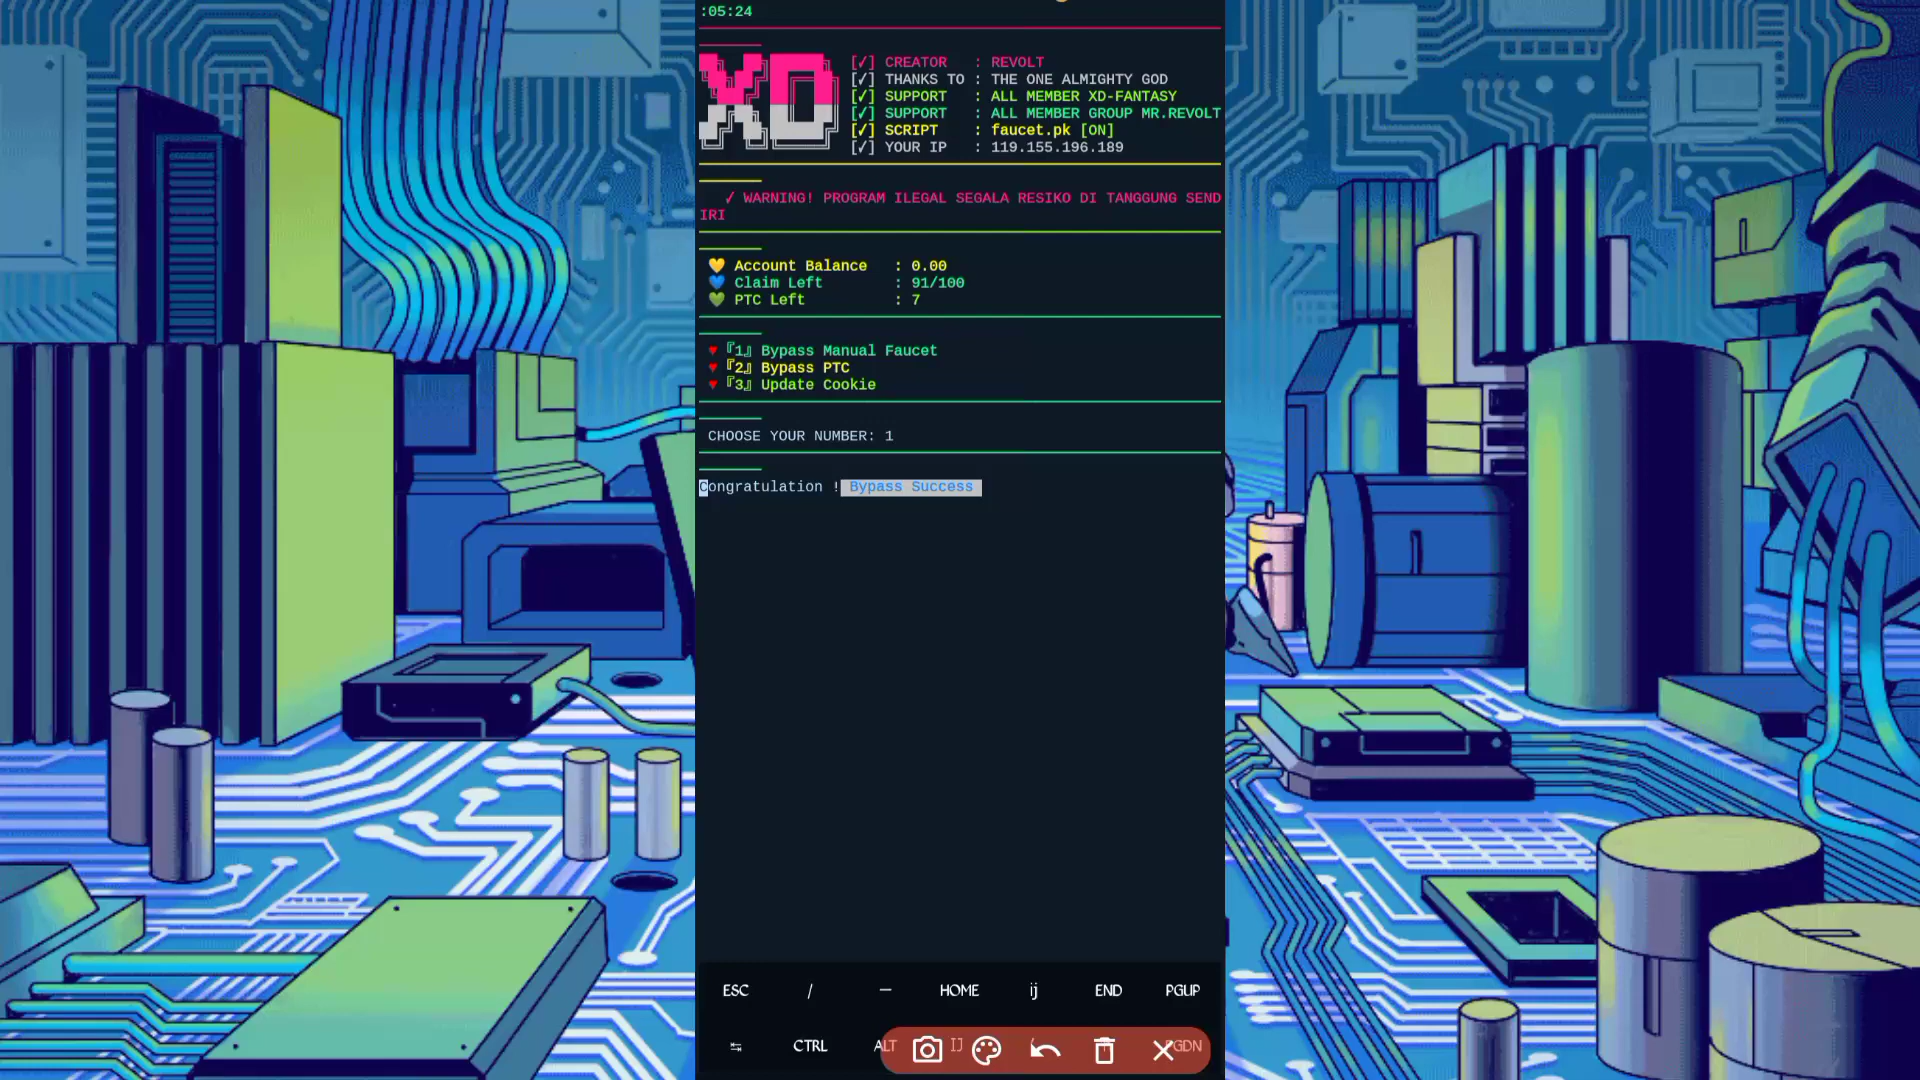 :05:24
XD
[✓] CREATOR : REVOLT
[✓] THANKS TO : THE ONE ALMIGHTY GOD
[✓] SUPPORT : ALL MEMBER XD-FANTASY
[✓] SUPPORT : ALL MEMBER GROUP MR.REVOLT
[✓] SCRIPT : faucet.pk [ON]
[✓] YOUR IP : 119.155.196.189
✓ WARNING! PROGRAM ILEGAL SEGALA RESIKO DI TANGGUNG SEND
IRI
💛 Account Balance : 0.00
💙 Claim Left : 91/100
💚 PTC Left : 7
♥『1』Bypass Manual Faucet
♥『2』Bypass PTC
♥『3』Update Cookie
CHOOSE YOUR NUMBER: 1
Congratulation ! Bypass Success
ESC / — HOME ij END PGUP
⇆ CTRL ALT IJ PGDN